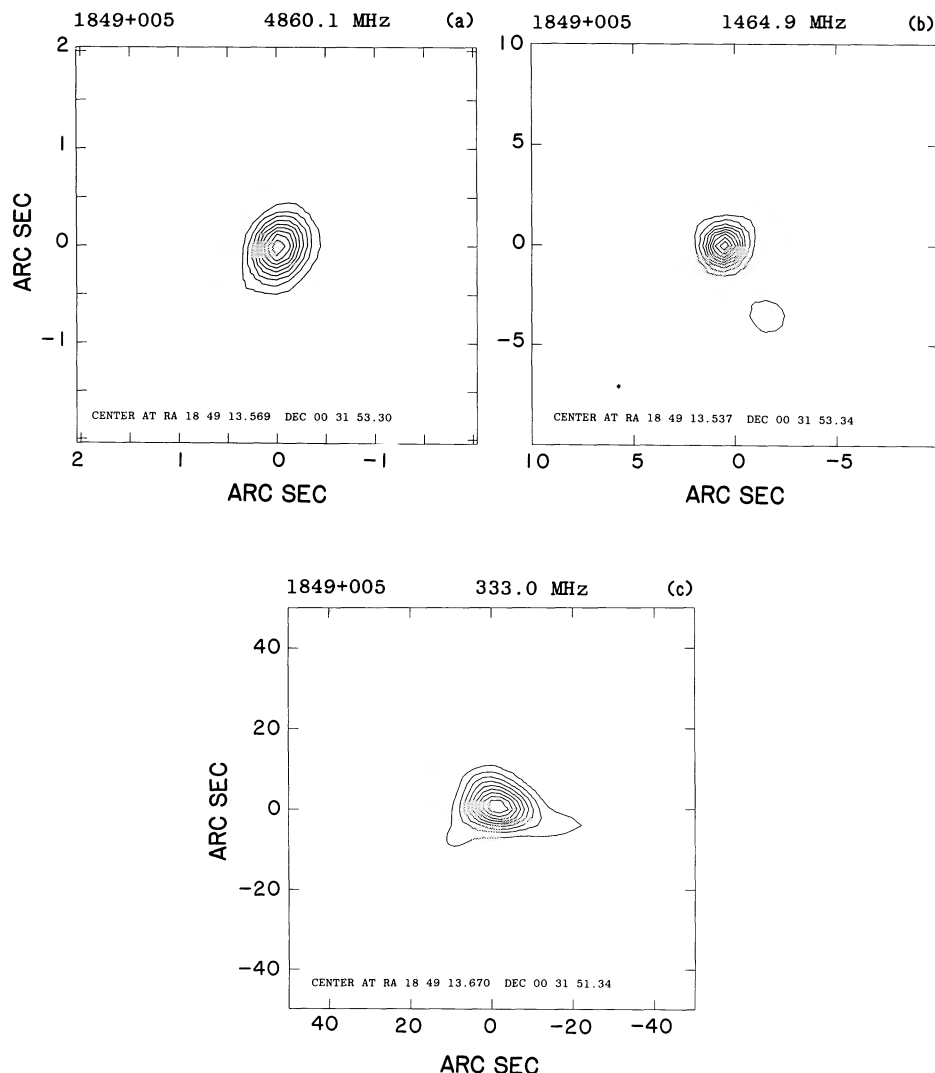 1849+005 4860.1 MHz (a)
2
1
0
-1
ARC SEC
CENTER AT RA 18 49 13.569 DEC 00 31 53.30
2 1 0 -1
ARC SEC
1849+005 1464.9 MHz (b)
10
5
0
-5
CENTER AT RA 18 49 13.537 DEC 00 31 53.34
10 5 0 -5
ARC SEC
1849+005 333.0 MHz (c)
40
20
0
-20
-40
ARC SEC
CENTER AT RA 18 49 13.670 DEC 00 31 51.34
40 20 0 -20 -40
ARC SEC